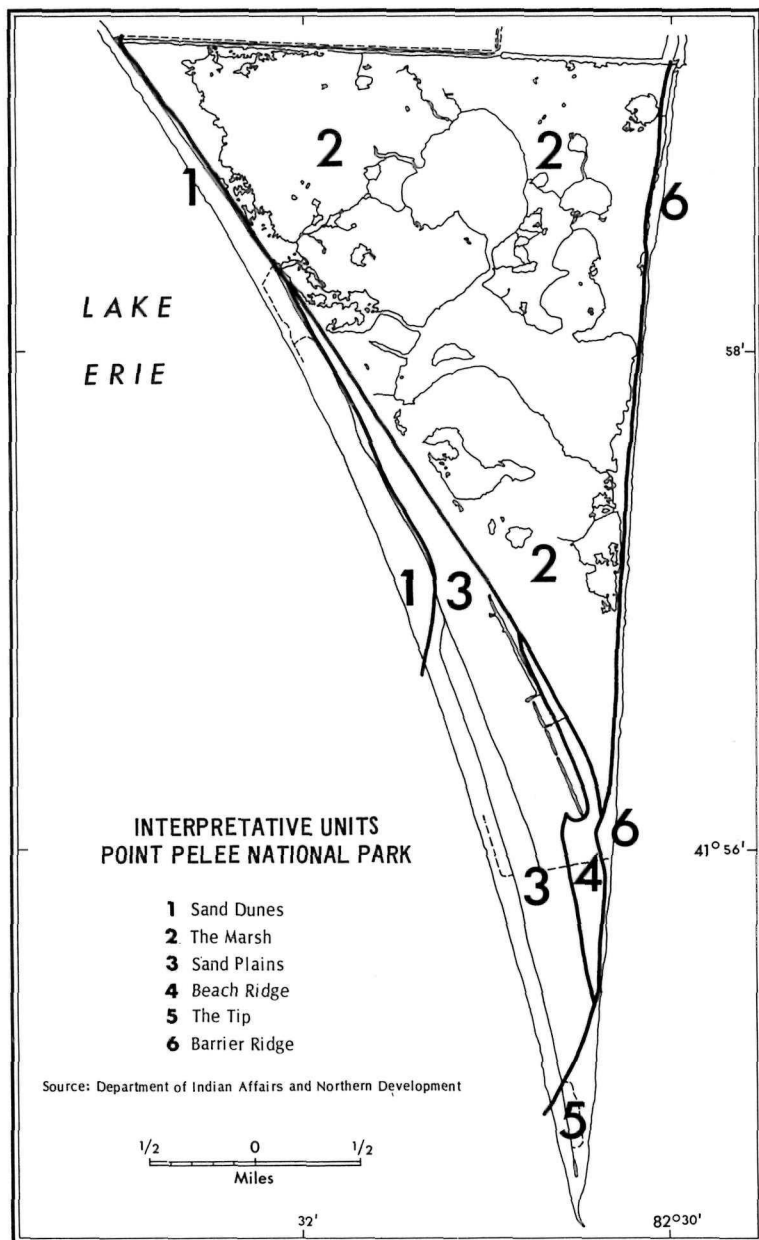 2
2
1
6
LAKE
ERIE
58'
2
1
3
INTERPRETATIVE UNITS
POINT PELEE NATIONAL PARK
6
41°56'
3
4
1 Sand Dunes
2 The Marsh
3 Sand Plains
4 Beach Ridge
5 The Tip
6 Barrier Ridge
Source: Department of Indian Affairs and Northern Development
5
1/2 0 1/2
Miles
32' 82°30'